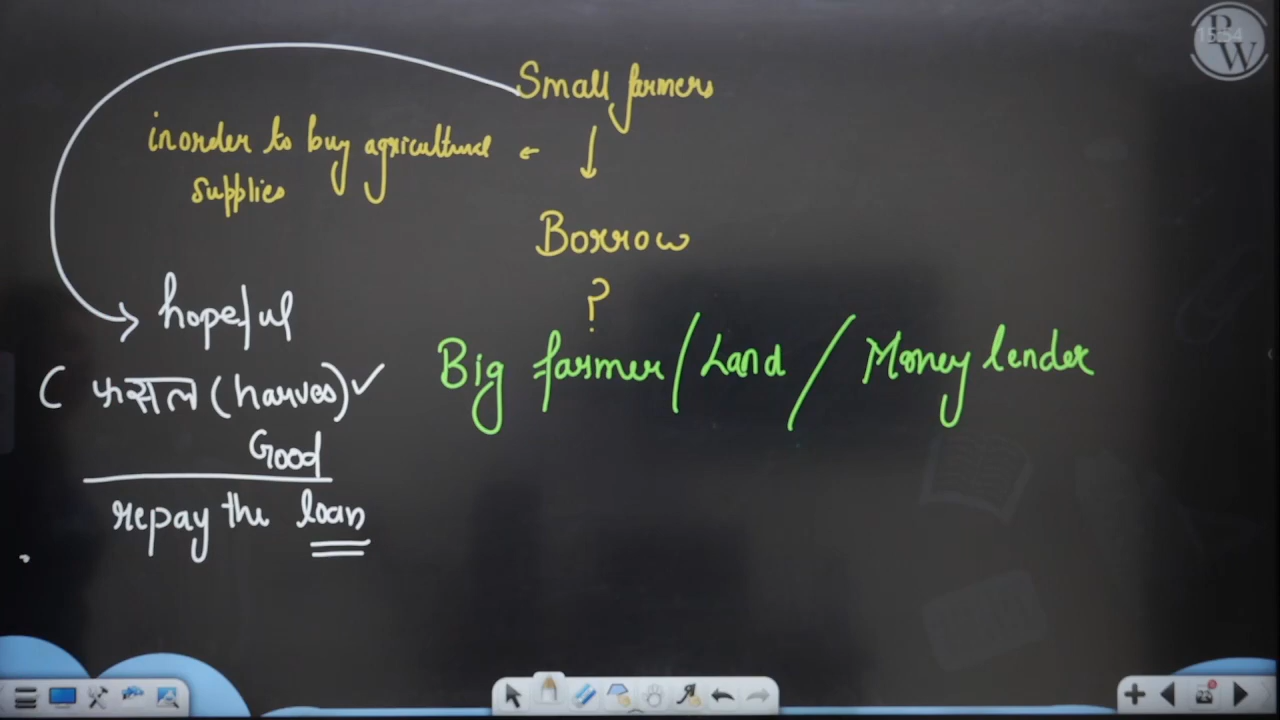 Small farmers
inorder to buy agriculture
supplies
Borrow
?
hopeful
Big farmer / Land / Money lender
( फसल (harves) ✓
Good
repay the loan
PW